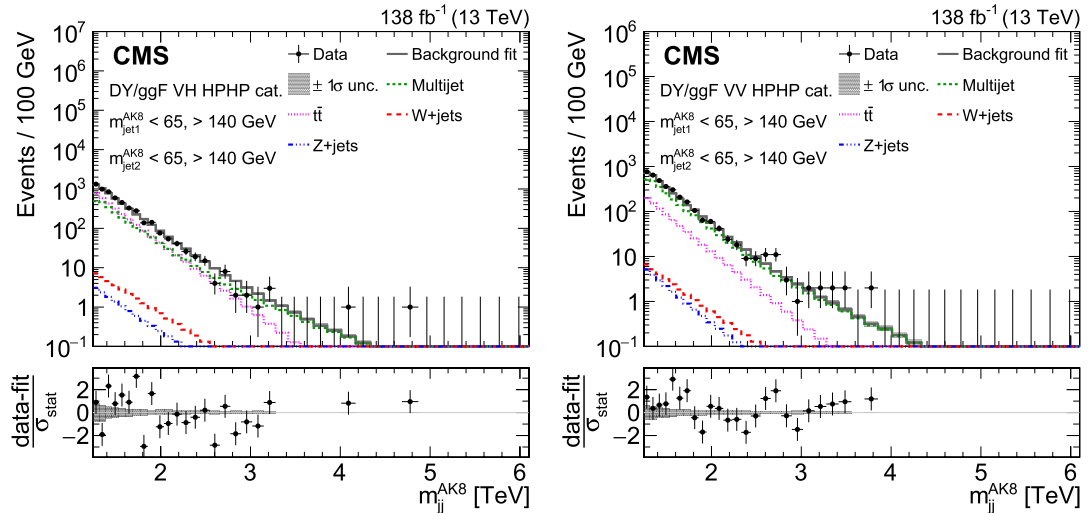 138 fb⁻¹ (13 TeV)
CMS
Data
Background fit
DY/ggF VH HPHP cat.
± 1σ unc.
Multijet
m_jet1^AK8 < 65, > 140 GeV
tt̄
W+jets
m_jet2^AK8 < 65, > 140 GeV
Z+jets
Events / 100 GeV
10⁷
10⁶
10⁵
10⁴
10³
10²
10
1
10⁻¹
data-fit
σ_stat
2
0
−2
2 3 4 5 6
m_jj^AK8 [TeV]
138 fb⁻¹ (13 TeV)
CMS
Data
Background fit
DY/ggF VV HPHP cat.
± 1σ unc.
Multijet
m_jet1^AK8 < 65, > 140 GeV
tt̄
W+jets
m_jet2^AK8 < 65, > 140 GeV
Z+jets
Events / 100 GeV
10⁶
10⁵
10⁴
10³
10²
10
1
10⁻¹
data-fit
σ_stat
2
0
−2
2 3 4 5 6
m_jj^AK8 [TeV]